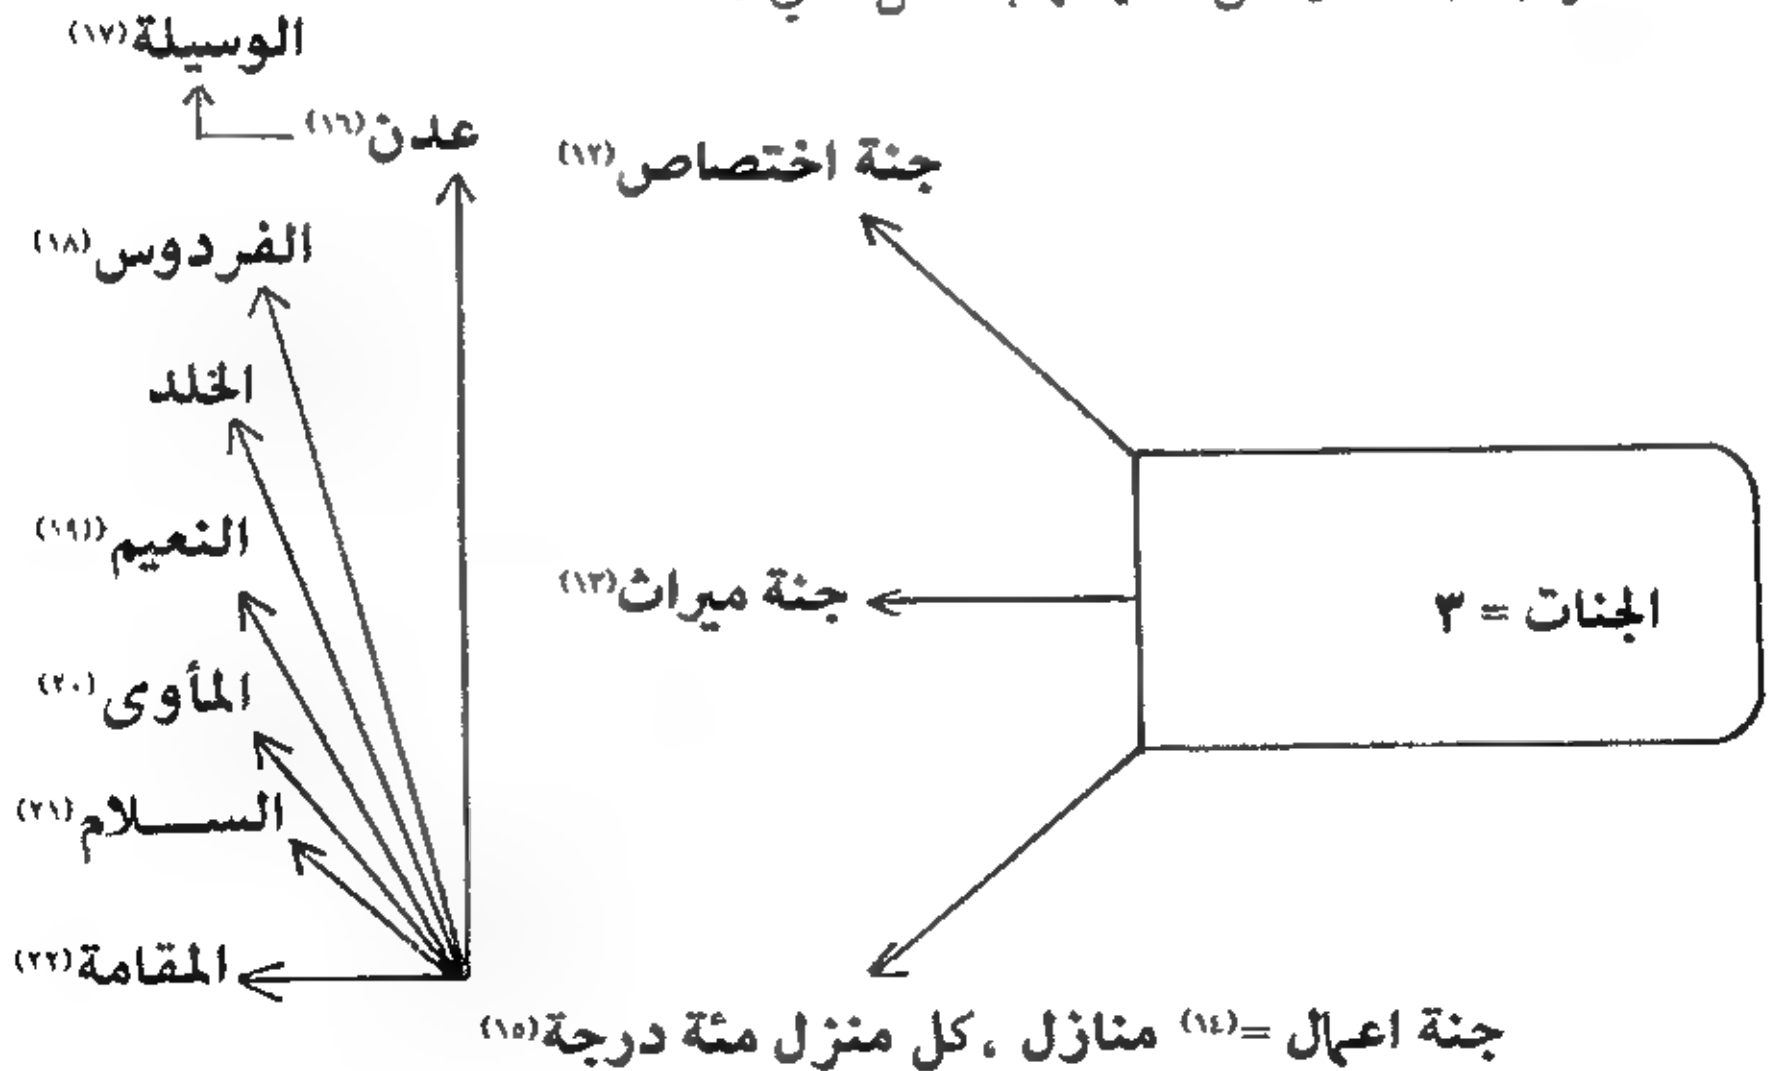 الجنات = ٣
جنة اختصاص (١٢)
جنة ميراث (١٣)
جنة اعمال = (١٤) منازل ، كل منزل مئة درجة (١٥)
عدن (١٦)
الوسيلة (١٧)
الفردوس (١٨)
الخلد
النعيم (١٩))
المأوى (٢٠)
الســـلام (٢١)
المقامة (٢٢)